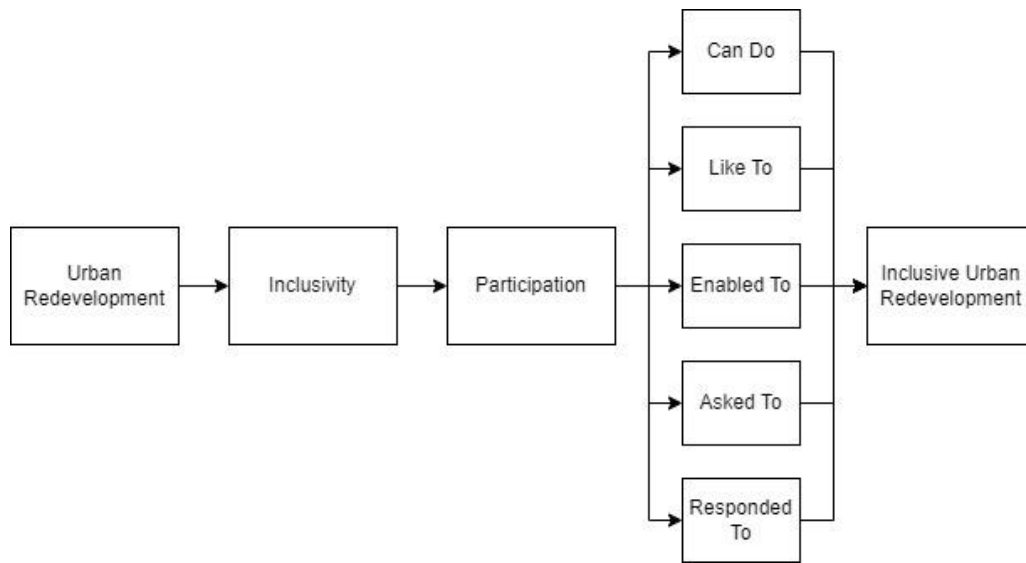 Urban
Redevelopment
Inclusivity
Participation
Can Do
Like To
Enabled To
Asked To
Responded
To
Inclusive Urban
Redevelopment